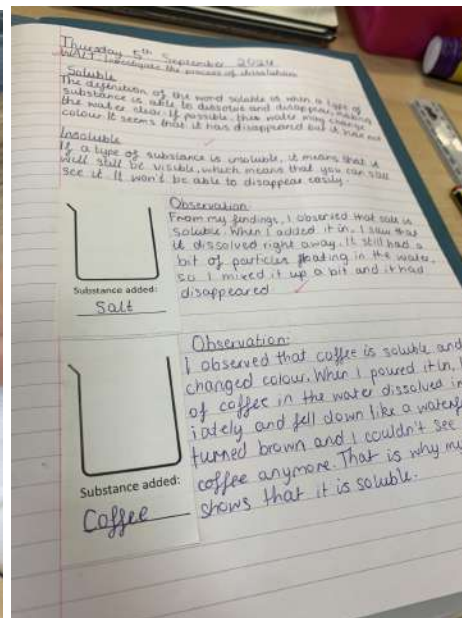 Thursday 5th September 2024
WALT: Investigate the process of dissolution
Soluble
The definition of the word soluble is when a type of
substance is able to dissolve and disappear, making
the water clear. If possible, the water may change
colour. It seems that it has disappeared but it has not
Insoluble
If a type of substance is insoluble, it means that it
will still be visible, which means that you can still
see it. It won't be able to disappear easily.
Observation:
From my findings, I observed that salt is
soluble. When I added it in, I saw that
it dissolved right away. It still had a
bit of particles floating in the water,
so I mixed it up a bit and it had
disappeared
Substance added:
Salt
Observation:
I observed that coffee is soluble and
changed colour. When I poured it in,
of coffee in the water dissolved
iately and fell down like a
turned brown and I couldn't see
coffee anymore. That is why my
shows that it is soluble.
Substance added:
Coffee